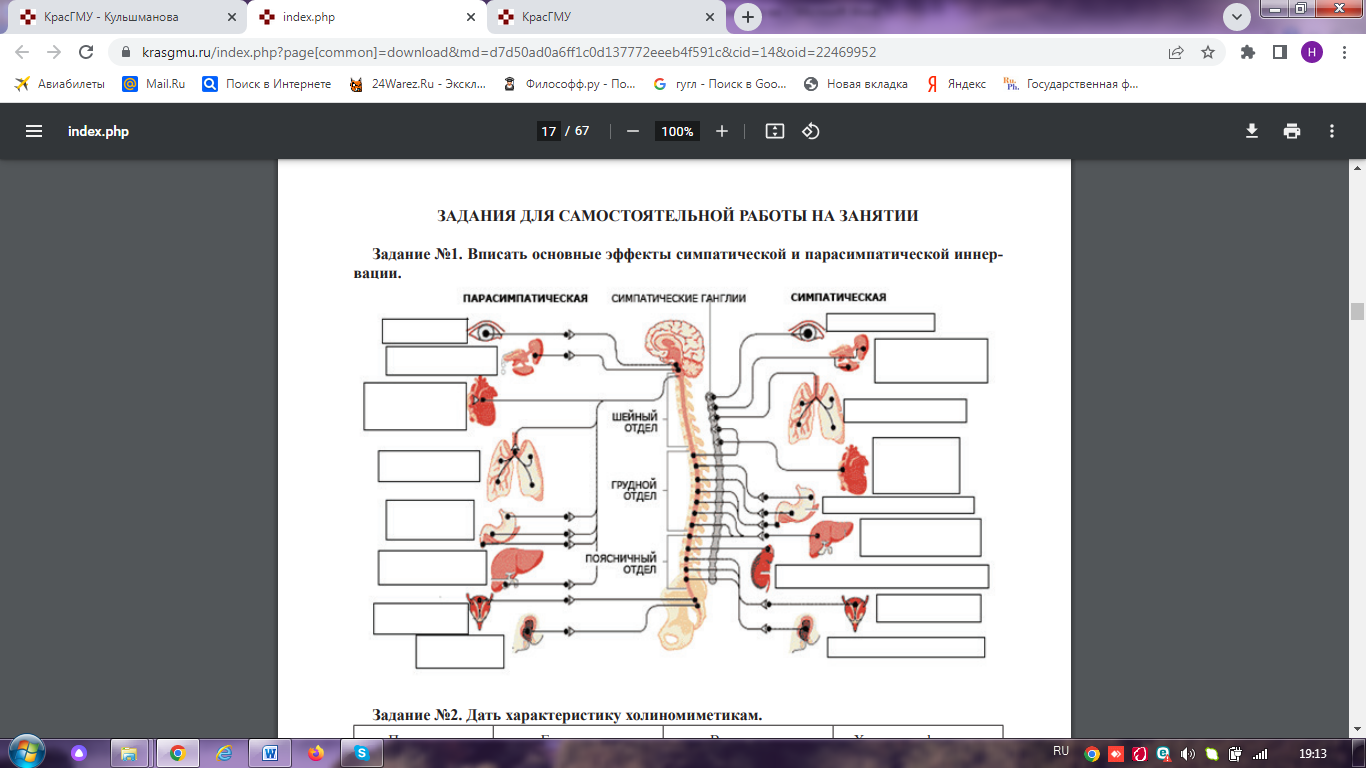 КрасГМУ - Кульшманова
index.php
КрасГМУ
krasgmu.ru/index.php?page[common]=download&md=d7d50ad0a6ff1c0d137772eeeb4f591c&cid=14&oid=22469952
H
Авиабилеты
Mail.Ru
Поиск в Интернете
24Warez.Ru - Экскл...
Философф.ру - По...
гугл - Поиск в Goo...
Новая вкладка
Яндекс
Ru. Ph.
Государственная ф...
index.php
17 / 67
100%
ЗАДАНИЯ ДЛЯ САМОСТОЯТЕЛЬНОЙ РАБОТЫ НА ЗАНЯТИИ
Задание №1. Вписать основные эффекты симпатической и парасимпатической иннер-
вации.
ПАРАСИМПАТИЧЕСКАЯ
СИМПАТИЧЕСКИЕ ГАНГЛИИ
СИМПАТИЧЕСКАЯ
ШЕЙНЫЙ
ОТДЕЛ
ГРУДНОЙ
ОТДЕЛ
ПОЯСНИЧНЫЙ
ОТДЕЛ
Задание №2. Дать характеристику холиномиметикам.
RU
19:13